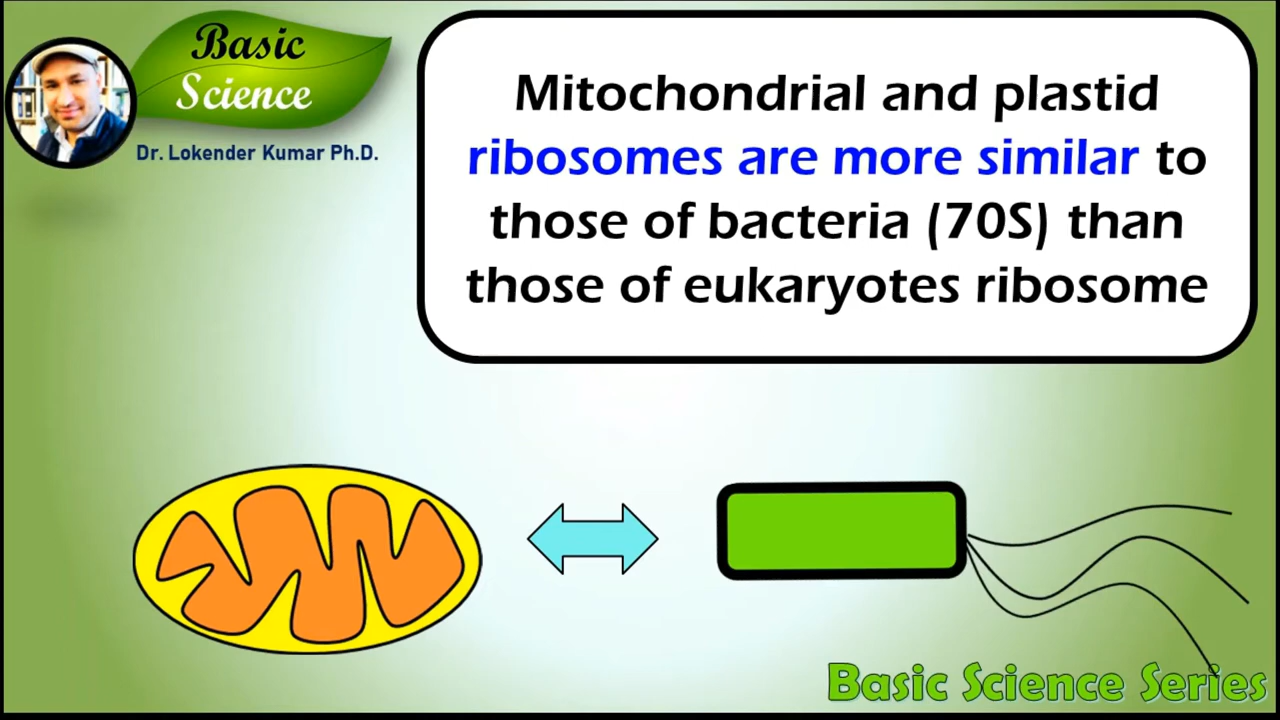 Basic
Science
Dr. Lokender Kumar Ph.D.
Mitochondrial and plastid
ribosomes are more similar to
those of bacteria (70S) than
those of eukaryotes ribosome
Basic Science Series